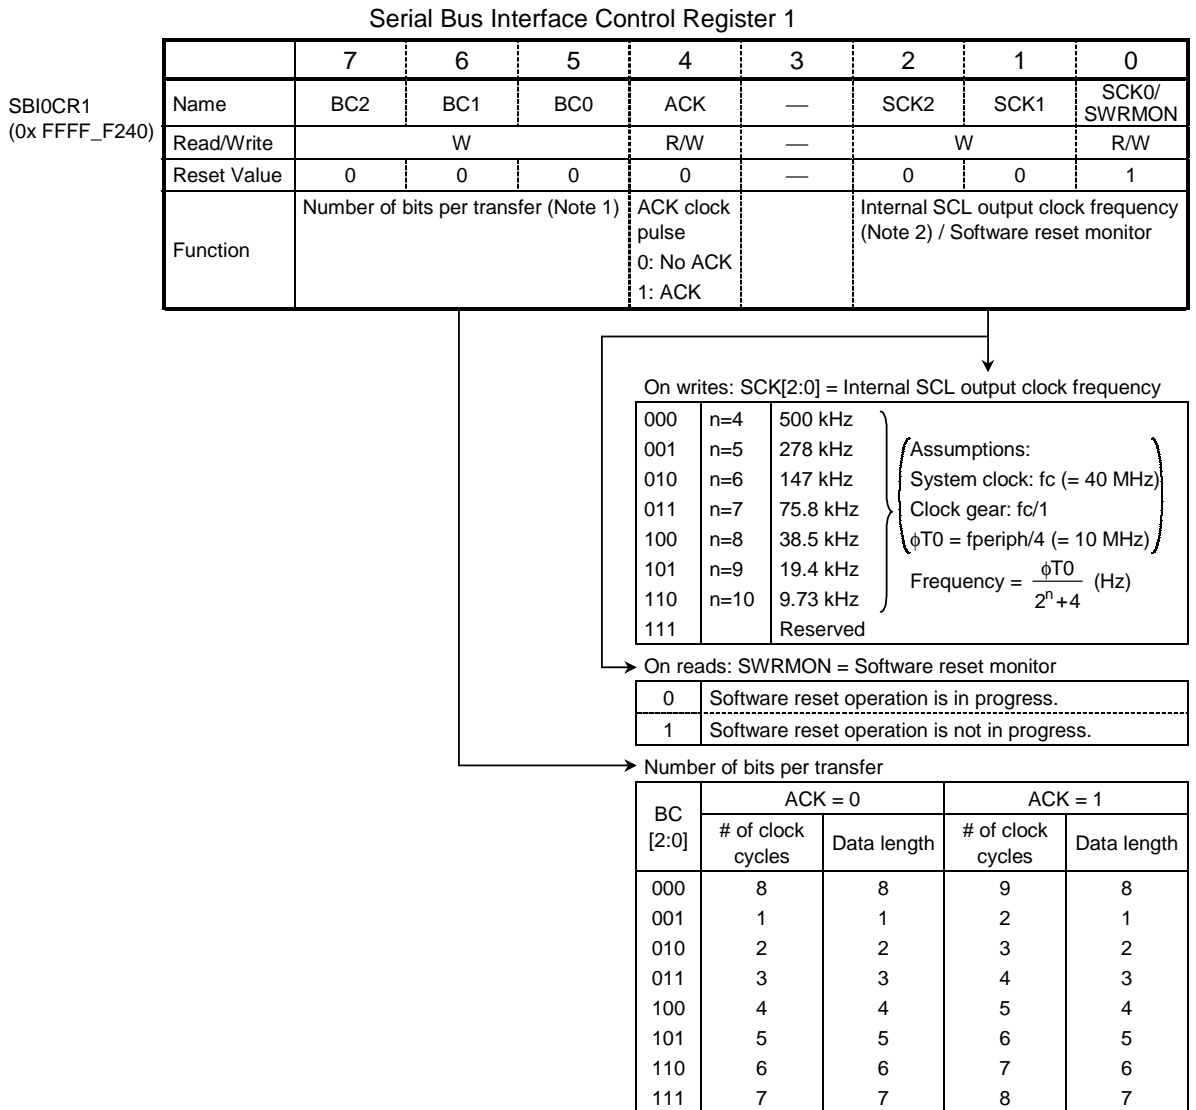 Serial Bus Interface Control Register 1
7 6 5 4 3 2 1 0
SBI0CR1
(0x FFFF_F240)
Name BC2 BC1 BC0 ACK — SCK2 SCK1 SCK0/
SWRMON
Read/Write W R/W — W R/W
Reset Value 0 0 0 0 — 0 0 1
Function
Number of bits per transfer (Note 1)
ACK clock
pulse
0: No ACK
1: ACK
Internal SCL output clock frequency
(Note 2) / Software reset monitor
On writes: SCK[2:0] = Internal SCL output clock frequency
000 n=4 500 kHz
001 n=5 278 kHz
010 n=6 147 kHz
011 n=7 75.8 kHz
100 n=8 38.5 kHz
101 n=9 19.4 kHz
110 n=10 9.73 kHz
111 Reserved
Assumptions:
System clock: fc (= 40 MHz)
Clock gear: fc/1
ϕT0 = fperiph/4 (= 10 MHz)
Frequency = ϕT0 / 2ⁿ+4 (Hz)
On reads: SWRMON = Software reset monitor
0 Software reset operation is in progress.
1 Software reset operation is not in progress.
Number of bits per transfer
BC
[2:0]
ACK = 0 ACK = 1
# of clock
cycles
Data length
# of clock
cycles
Data length
000 8 8 9 8
001 1 1 2 1
010 2 2 3 2
011 3 3 4 3
100 4 4 5 4
101 5 5 6 5
110 6 6 7 6
111 7 7 8 7